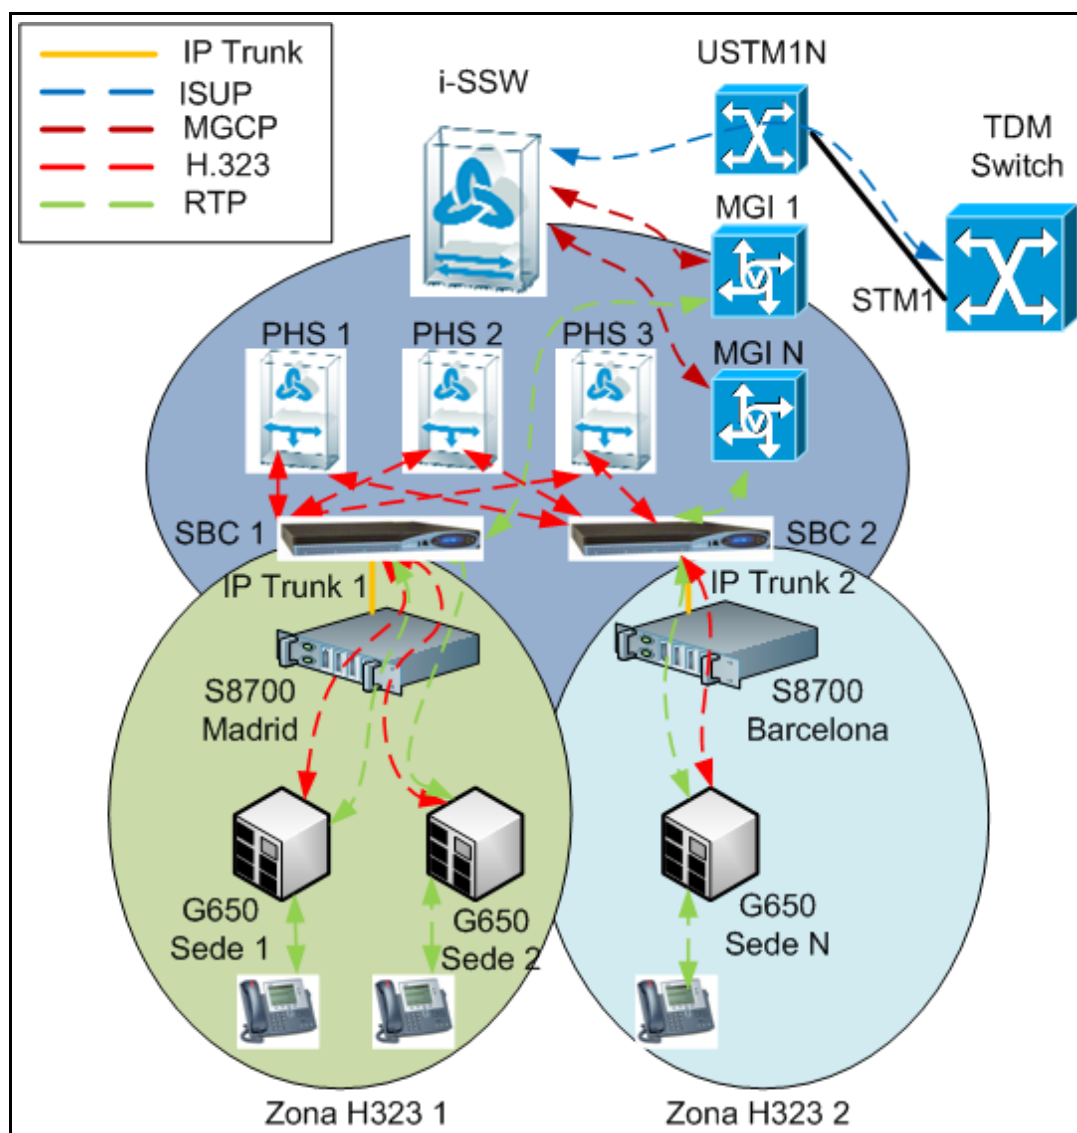 IP Trunk
ISUP
MGCP
H.323
RTP
i-SSW
USTM1N
TDM
Switch
MGI 1
STM1
PHS 1
PHS 2
PHS 3
MGI N
SBC 1
SBC 2
IP Trunk 1
IP Trunk 2
S8700
Madrid
S8700
Barcelona
G650
Sede 1
G650
Sede 2
G650
Sede N
Zona H323 1
Zona H323 2